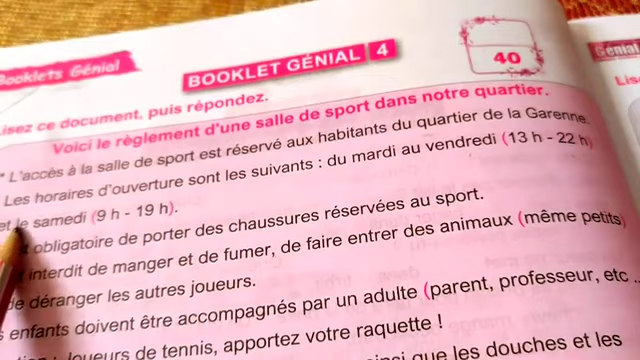 Booklets Génial
BOOKLET GÉNIAL 4
40
Génial
Lisez ce document, puis répondez.
Voici le règlement d'une salle de sport dans notre quartier.
* L'accès à la salle de sport est réservé aux habitants du quartier de la Garenne.
Les horaires d'ouverture sont les suivants : du mardi au vendredi (13 h - 22 h)
et le samedi (9 h - 19 h).
obligatoire de porter des chaussures réservées au sport.
interdit de manger et de fumer, de faire entrer des animaux (même petits)
de déranger les autres joueurs.
enfants doivent être accompagnés par un adulte (parent, professeur, etc ..
: Joueurs de tennis, apportez votre raquette !
ainsi que les douches et les